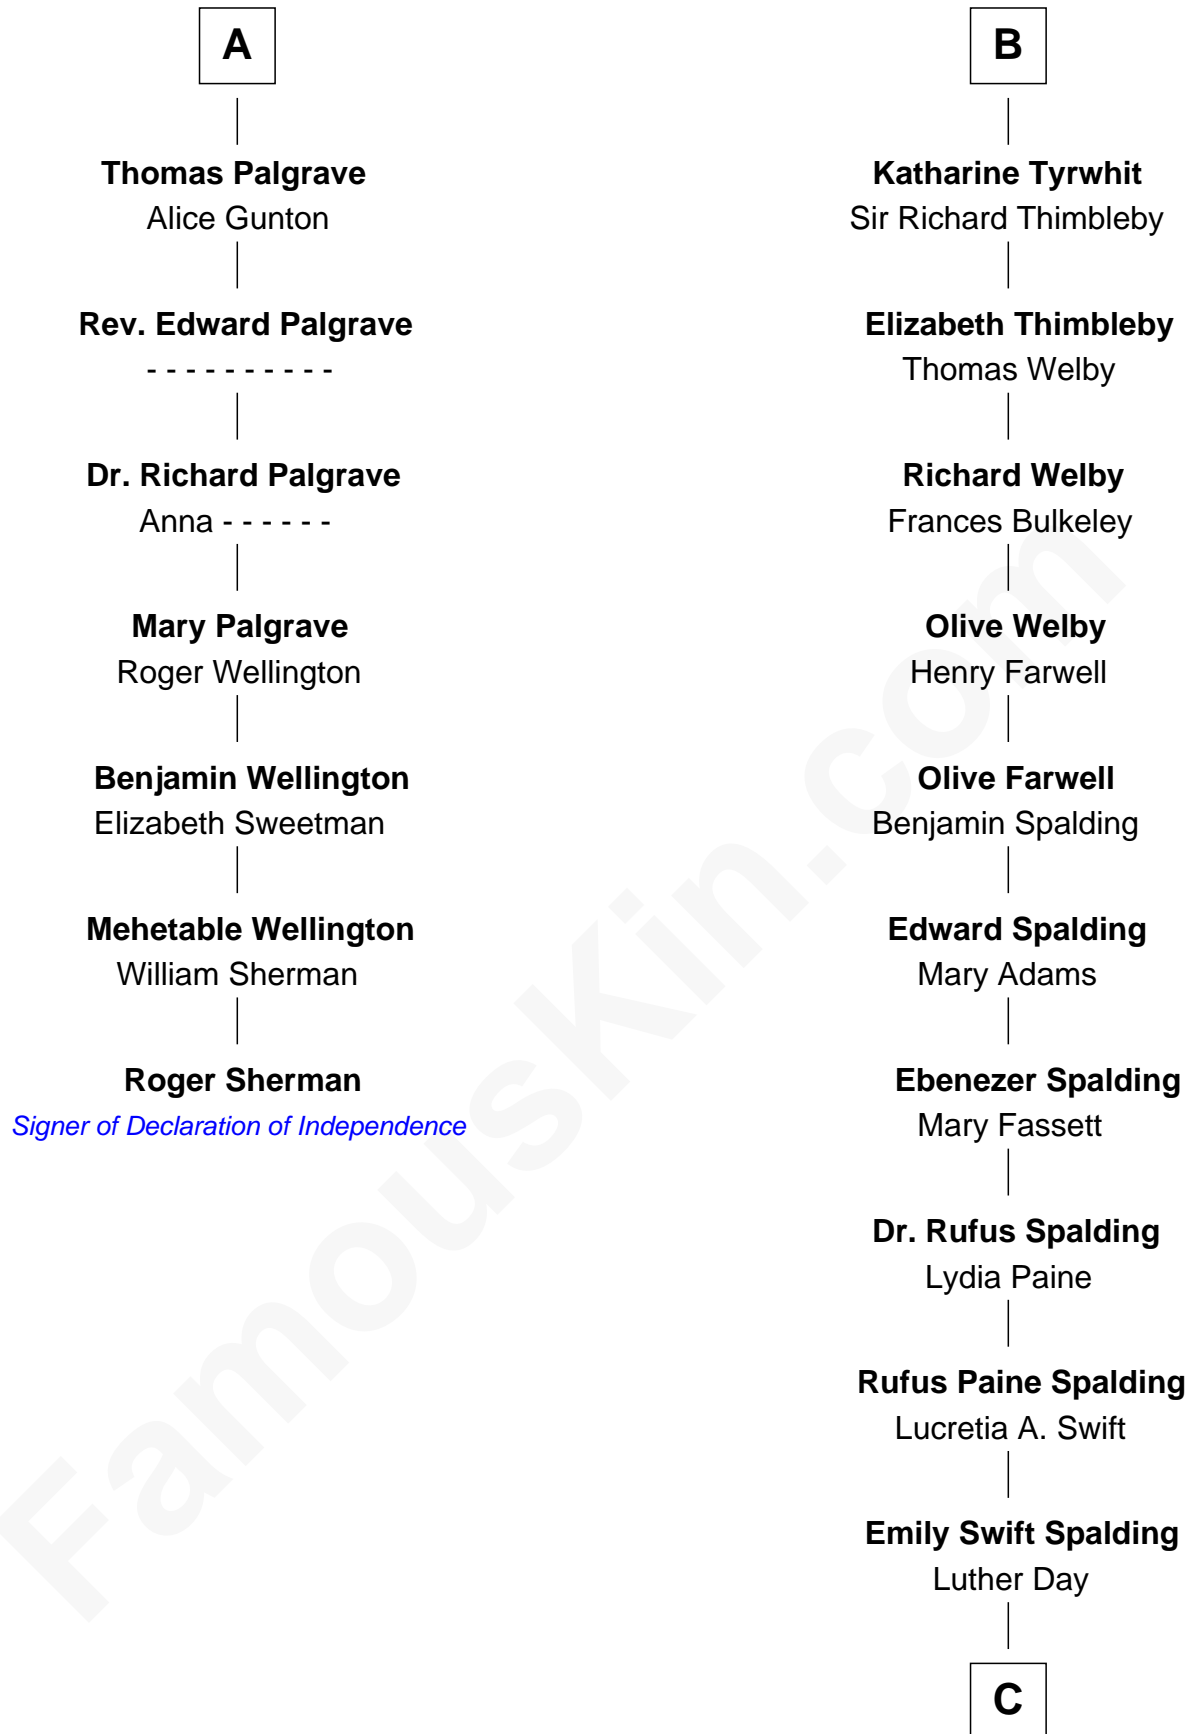 A
Thomas Palgrave
Alice Gunton
Rev. Edward Palgrave
- - - - - - - - - -
Dr. Richard Palgrave
Anna - - - - - -
Mary Palgrave
Roger Wellington
Benjamin Wellington
Elizabeth Sweetman
Mehetable Wellington
William Sherman
Roger Sherman
Signer of Declaration of Independence
B
Katharine Tyrwhit
Sir Richard Thimbleby
Elizabeth Thimbleby
Thomas Welby
Richard Welby
Frances Bulkeley
Olive Welby
Henry Farwell
Olive Farwell
Benjamin Spalding
Edward Spalding
Mary Adams
Ebenezer Spalding
Mary Fassett
Dr. Rufus Spalding
Lydia Paine
Rufus Paine Spalding
Lucretia A. Swift
Emily Swift Spalding
Luther Day
C
FamousKin.com